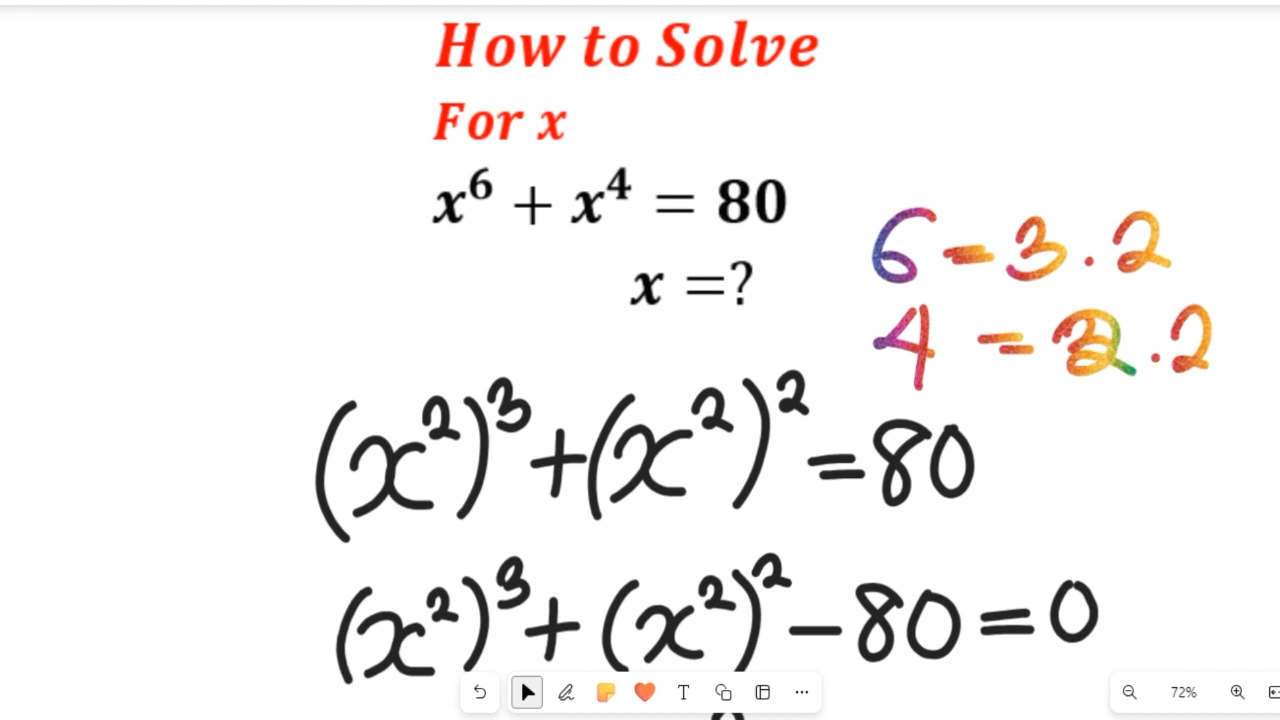 How to Solve
For x
x⁶ + x⁴ = 80
x =?
6 = 3 . 2
4 = 2 . 2
(x²)³ + (x²)² = 80
(x²)³ + (x²)² - 80 = 0
T
72%